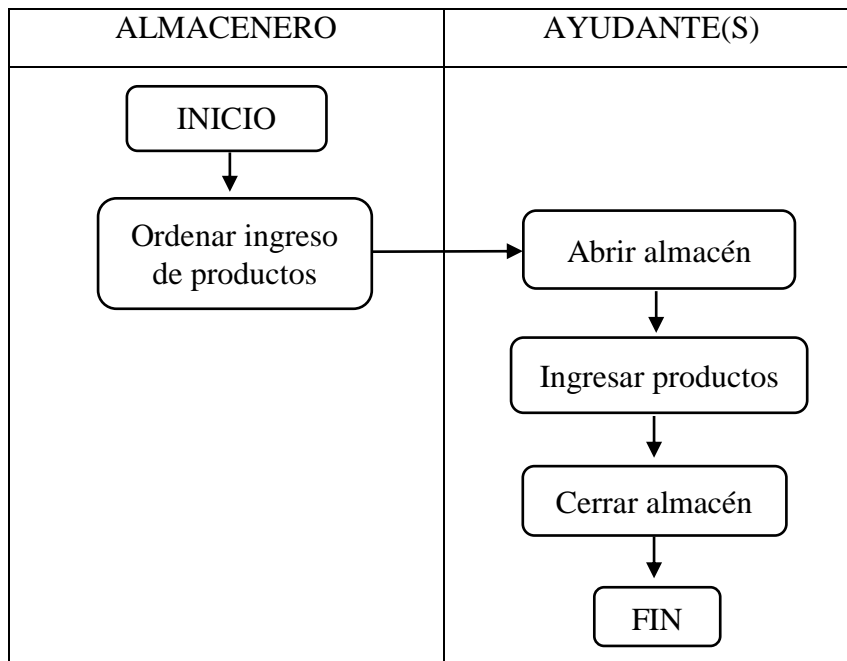 ALMACENERO
AYUDANTE(S)
INICIO
Ordenar ingreso
de productos
Abrir almacén
Ingresar productos
Cerrar almacén
FIN